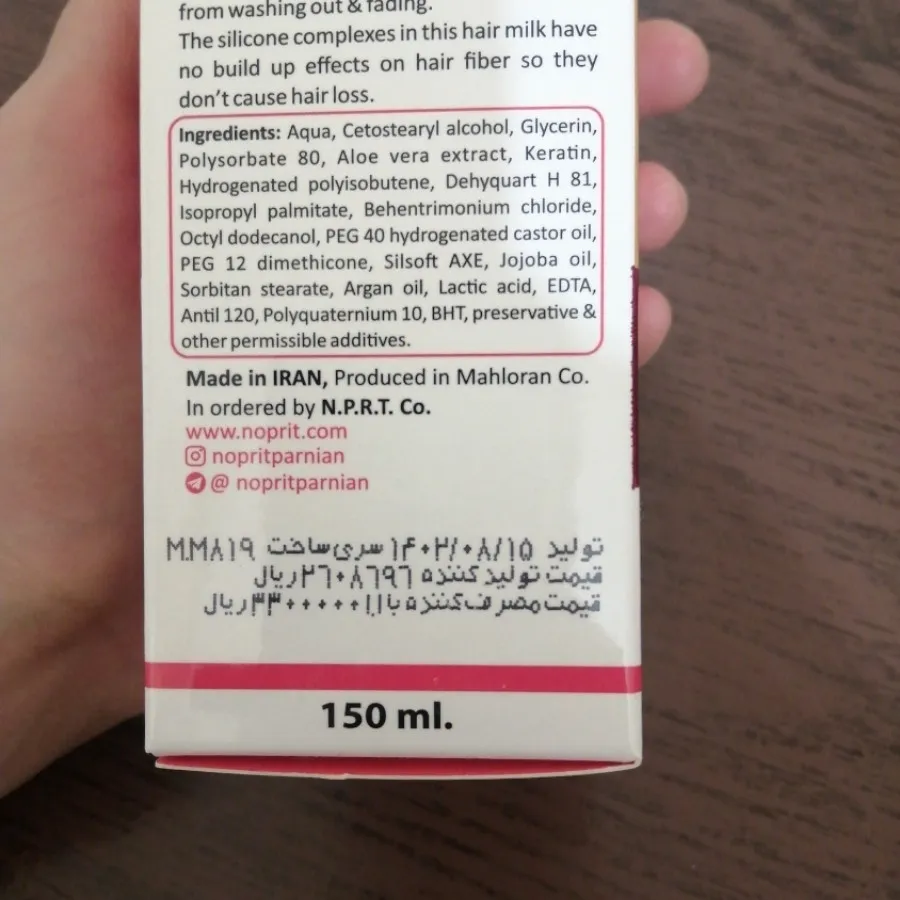 from washing out & fading.
The silicone complexes in this hair milk have
no build up effects on hair fiber so they
don't cause hair loss.
Ingredients: Aqua, Cetostearyl alcohol, Glycerin,
Polysorbate 80, Aloe vera extract, Keratin,
Hydrogenated polyisobutene, Dehyquart H 81,
Isopropyl palmitate, Behentrimonium chloride,
Octyl dodecanol, PEG 40 hydrogenated castor oil,
PEG 12 dimethicone, Silsoft AXE, Jojoba oil,
Sorbitan stearate, Argan oil, Lactic acid, EDTA,
Antil 120, Polyquaternium 10, BHT, preservative &
other permissible additives.
Made in IRAN, Produced in Mahloran Co.
In ordered by N.P.R.T. Co.
www.noprit.com
nopritparnian
@ nopritparnian
تولید ۱۴۰۲/۰۸/۱۵ سری ساخت M.M۸۱۹
قیمت تولید کننده ۲۶۰۸۶۹۶ ریال
قیمت مصرف کننده با ا.ا ۳۳۰۰۰۰۰ ریال
150 ml.